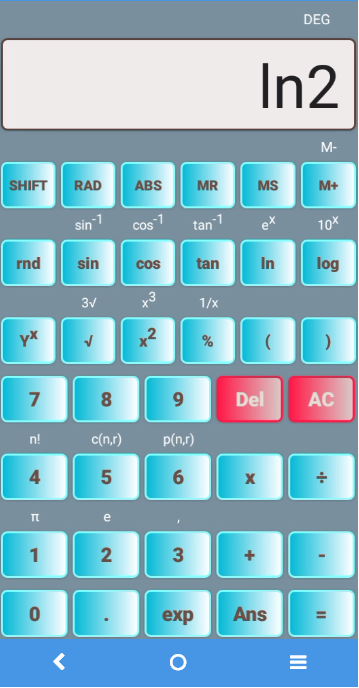 DEG
ln2
M-
SHIFT RAD ABS MR MS M+
sin⁻¹ cos⁻¹ tan⁻¹ eˣ 10ˣ
rnd sin cos tan ln log
3√ x³ 1/x
Yˣ √ x² % ( )
7 8 9 Del AC
n! c(n,r) p(n,r)
4 5 6 x ÷
π e ,
1 2 3 + -
0 . exp Ans =